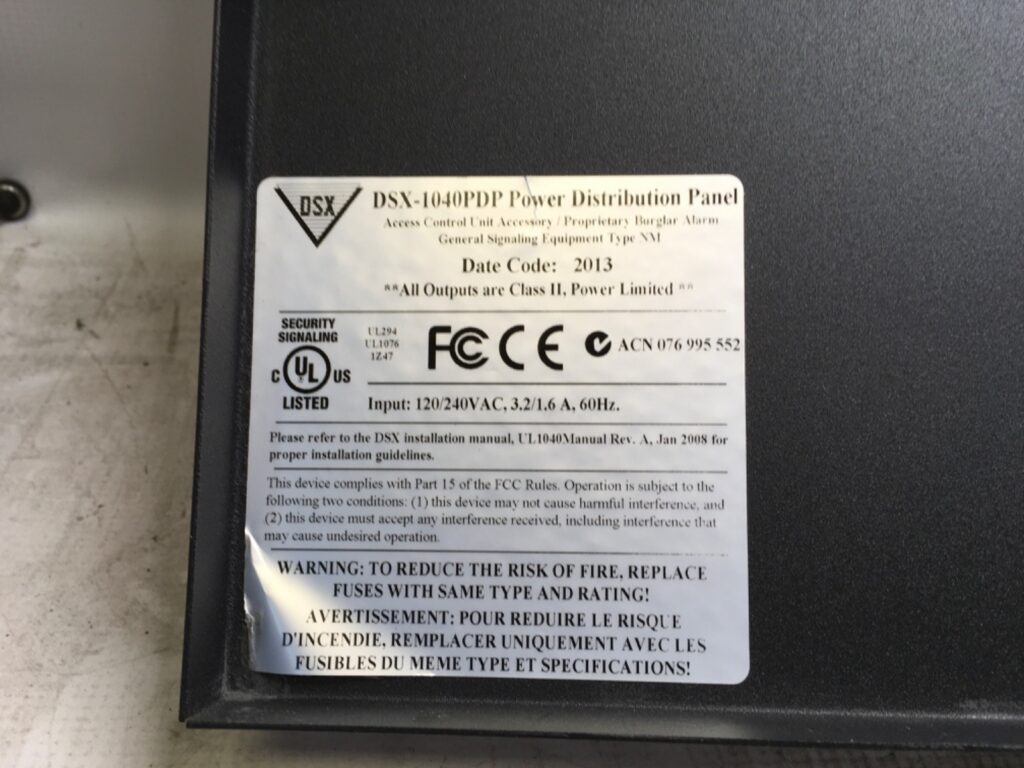 DSX
DSX-1040PDP Power Distribution Panel
Access Control Unit Accessory / Proprietary Burglar Alarm
General Signaling Equipment Type NM
Date Code: 2013
**All Outputs are Class II, Power Limited **
SECURITY
SIGNALING
C UL US
LISTED
UL294
UL1076
1Z47
FC CE
ACN 076 995 552
Input: 120/240VAC, 3.2/1.6 A, 60Hz.
Please refer to the DSX installation manual, UL1040Manual Rev. A, Jan 2008 for
proper installation guidelines.
This device complies with Part 15 of the FCC Rules. Operation is subject to the
following two conditions: (1) this device may not cause harmful interference, and
(2) this device must accept any interference received, including interference that
may cause undesired operation.
WARNING: TO REDUCE THE RISK OF FIRE, REPLACE
FUSES WITH SAME TYPE AND RATING!
AVERTISSEMENT: POUR REDUIRE LE RISQUE
D'INCENDIE, REMPLACER UNIQUEMENT AVEC LES
FUSIBLES DU MEME TYPE ET SPECIFICATIONS!